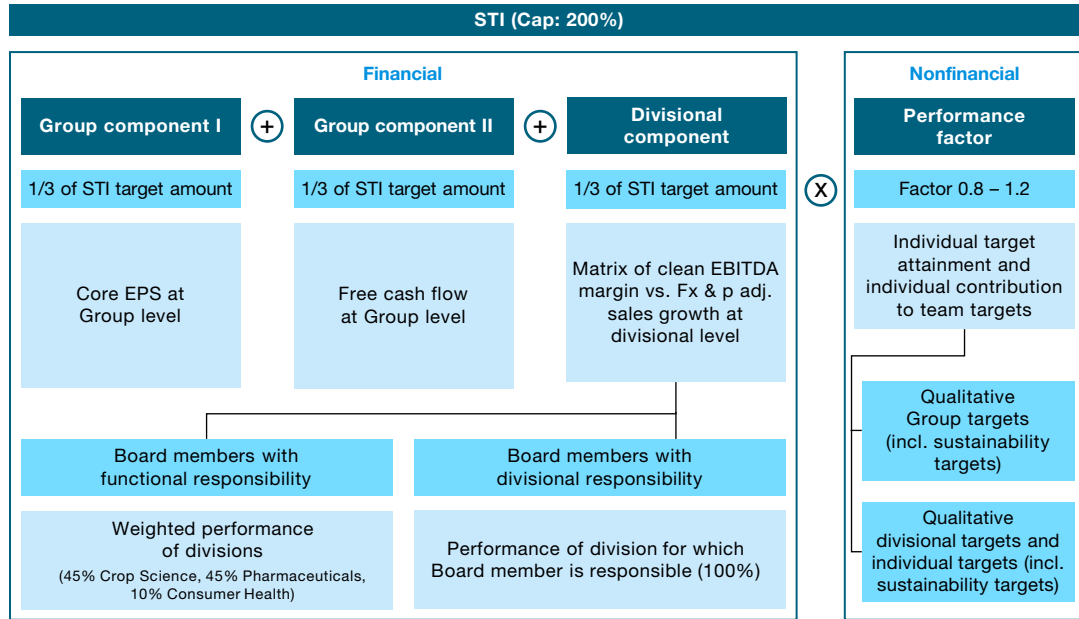 STI (Cap: 200%)
Financial
Group component I
+
Group component II
+
Divisional
component
1/3 of STI target amount
1/3 of STI target amount
1/3 of STI target amount
Core EPS at
Group level
Free cash flow
at Group level
Matrix of clean EBITDA
margin vs. Fx & p adj.
sales growth at
divisional level
Board members with
functional responsibility
Board members with
divisional responsibility
Weighted performance
of divisions
(45% Crop Science, 45% Pharmaceuticals,
10% Consumer Health)
Performance of division for which
Board member is responsible (100%)
X
Nonfinancial
Performance
factor
Factor 0.8 – 1.2
Individual target
attainment and
individual contribution
to team targets
Qualitative
Group targets
(incl. sustainability
targets)
Qualitative
divisional targets and
individual targets (incl.
sustainability targets)